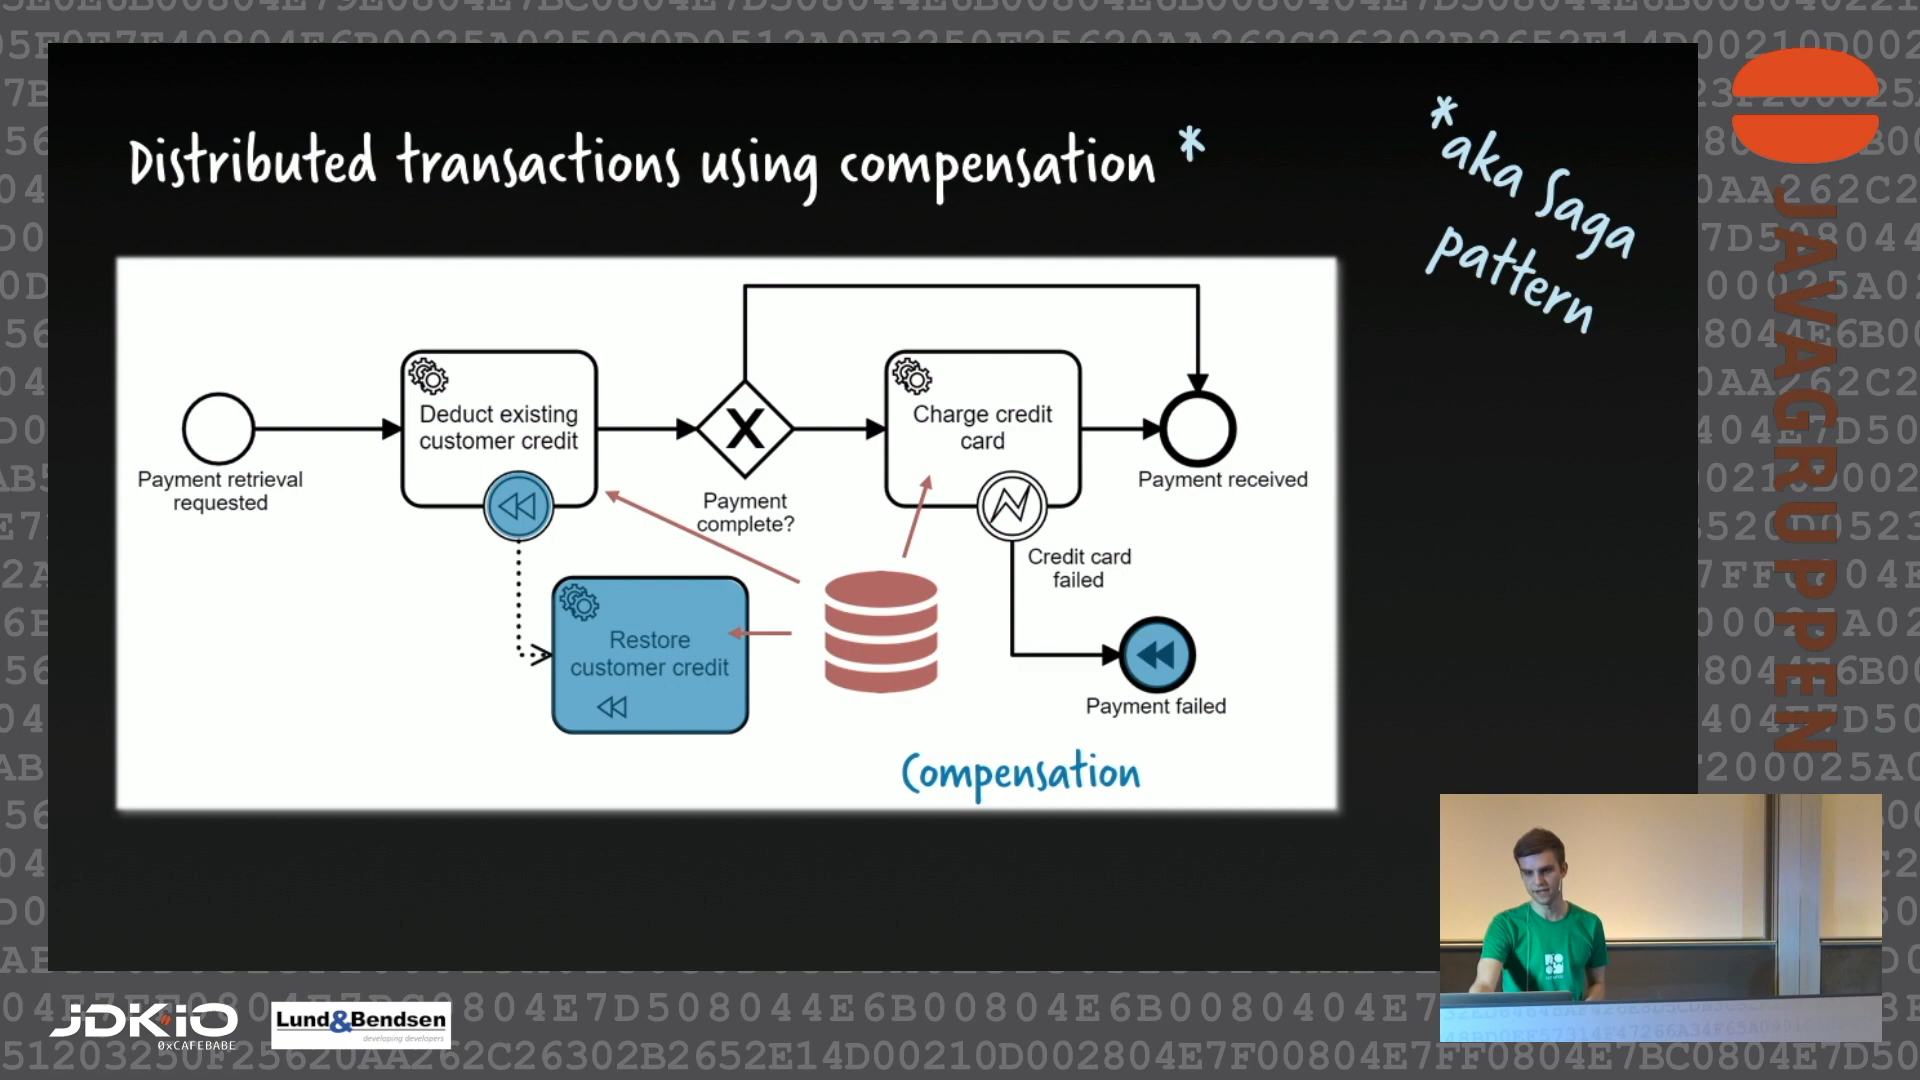 Distributed transactions using compensation *
*aka Saga
pattern
Deduct existing
customer credit
X
Charge credit
card
Payment retrieval
requested
Payment
complete?
Payment received
Credit card
failed
Restore
customer credit
Payment failed
Compensation
JAVAGRUPPEN
JDK.IO
0xCAFEBABE
Lund&Bendsen
developing developers